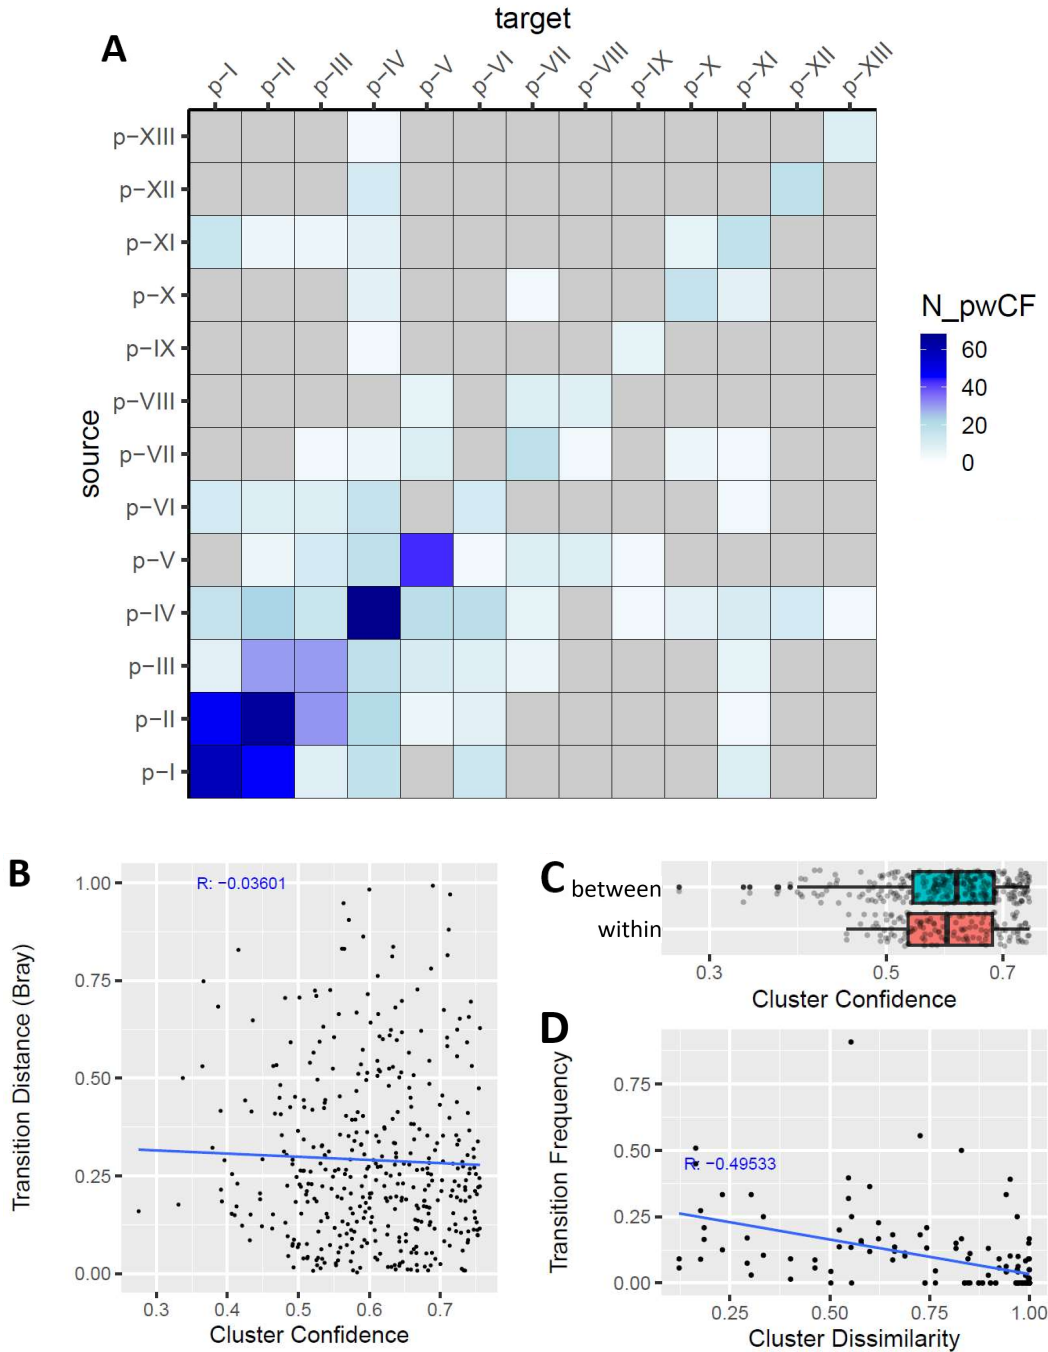 target
A
p−I p−II p−III p−IV p−V p−VI p−VII p−VIII p−IX p−X p−XI p−XII p−XIII
p−XIII
p−XII
p−XI
p−X
p−IX
p−VIII
p−VII
p−VI
p−V
p−IV
p−III
p−II
p−I
source
N_pwCF
60
40
20
0
B
R: −0.03601
1.00
0.75
0.50
0.25
0.00
Transition Distance (Bray)
0.3 0.4 0.5 0.6 0.7
Cluster Confidence
C
between
within
0.3 0.5 0.7
Cluster Confidence
D
Transition Frequency
0.75
0.50
0.25
0.00
R: −0.49533
0.25 0.50 0.75 1.00
Cluster Dissimilarity